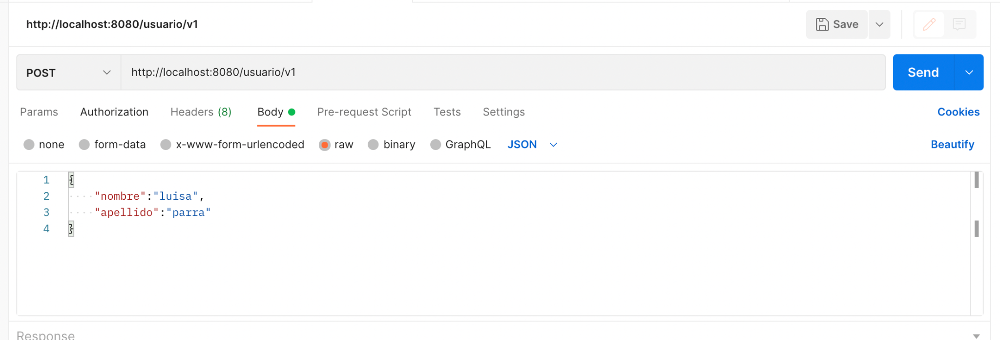 http://localhost:8080/usuario/v1
Save
POST
http://localhost:8080/usuario/v1
Send
Params Authorization Headers (8) Body Pre-request Script Tests Settings Cookies
none form-data x-www-form-urlencoded raw binary GraphQL JSON Beautify
1 {
2 "nombre":"luisa",
3 "apellido":"parra"
4 }
Response